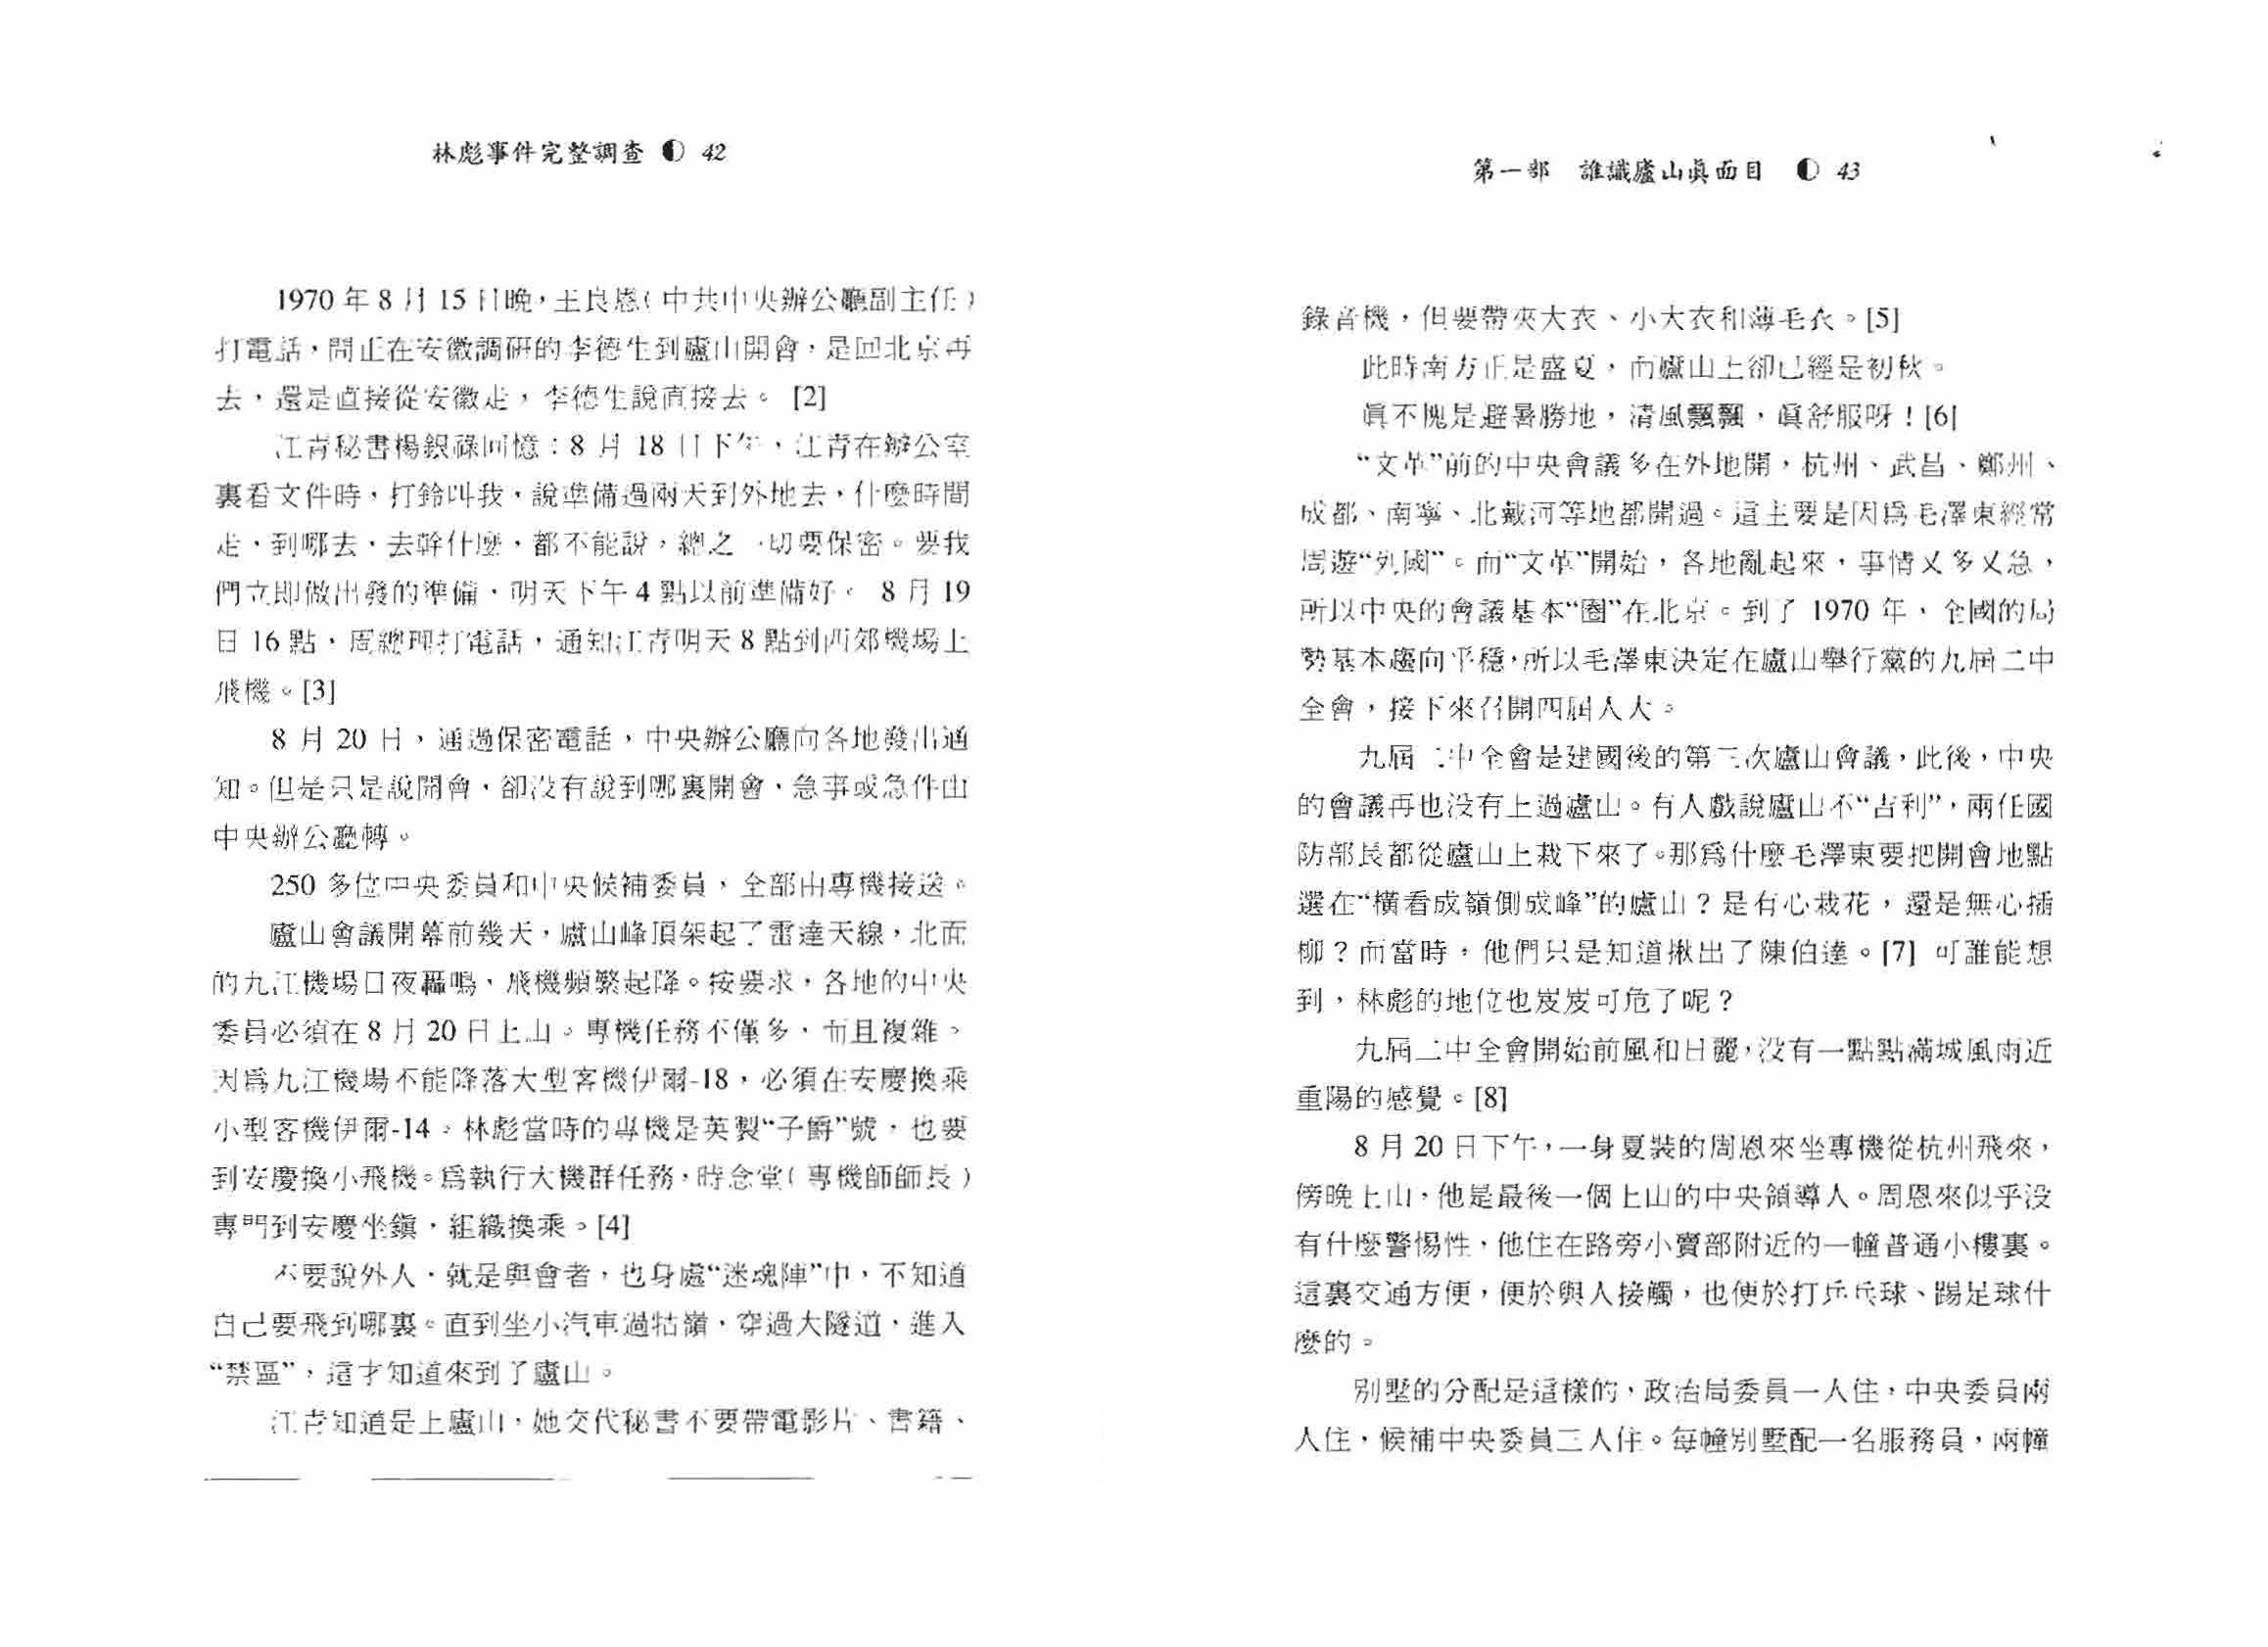 林彪事件完整調查 ◐ 42
1970 年 8 月 15 日晚，王良恩（中共中央辦公廳副主任）
打電話，問正在安徽調研的李德生到廬山開會，是回北京再
去，還是直接從安徽走，李德生說直接去。 [2]
江青秘書楊銀祿回憶：8 月 18 日下午，江青在辦公室
裏看文件時，打鈴叫我，說準備過兩天到外地去，什麼時間
走，到哪去，去幹什麼，都不能說，總之一切要保密。要我
們立即做出發的準備，明天下午 4 點以前準備好。 8 月 19
日 16 點，周總理打電話，通知江青明天 8 點到西郊機場上
飛機。[3]
8 月 20 日，通過保密電話，中央辦公廳向各地發出通
知。但是只是說開會，卻沒有說到哪裏開會，急事或急件由
中央辦公廳轉。
250 多位中央委員和中央候補委員，全部由專機接送。
廬山會議開幕前幾天，廬山峰頂架起了雷達天線，北面
的九江機場日夜轟鳴，飛機頻繁起降。按要求，各地的中央
委員必須在 8 月 20 日上山。專機任務不僅多，而且複雜。
因爲九江機場不能降落大型客機伊爾-18，必須在安慶換乘
小型客機伊爾-14。林彪當時的專機是英製“子爵”號，也要
到安慶換小飛機。爲執行大機群任務，時念堂（專機師師長）
專門到安慶坐鎭，組織換乘。[4]
不要說外人，就是與會者，也身處“迷魂陣”中，不知道
自己要飛到哪裏。直到坐小汽車過牯嶺，穿過大隧道，進入
“禁區”，這才知道來到了廬山。
江青知道是上廬山，她交代秘書不要帶電影片、書籍、
第一部　誰識廬山眞面目 ◐ 43
錄音機，但要帶夾大衣、小大衣和薄毛衣。[5]
此時南方正是盛夏，而廬山上卻已經是初秋。
眞不愧是避暑勝地，清風飄飄，眞舒服呀！[6]
“文革”前的中央會議多在外地開，杭州、武昌、鄭州、
成都、南寧、北戴河等地都開過。這主要是因爲毛澤東經常
周遊“列國”。而“文革”開始，各地亂起來，事情又多又急，
所以中央的會議基本“圈”在北京。到了 1970 年，全國的局
勢基本趨向平穩，所以毛澤東決定在廬山舉行黨的九屆二中
全會，接下來召開四屆人大。
九屆二中全會是建國後的第三次廬山會議，此後，中央
的會議再也沒有上過廬山。有人戲說廬山不“吉利”，兩任國
防部長都從廬山上栽下來了。那爲什麼毛澤東要把開會地點
選在“橫看成嶺側成峰”的廬山？是有心栽花，還是無心插
柳？而當時，他們只是知道揪出了陳伯達。[7] 可誰能想
到，林彪的地位也岌岌可危了呢？
九屆二中全會開始前風和日麗，沒有一點點滿城風雨近
重陽的感覺。[8]
8 月 20 日下午，一身夏裝的周恩來坐專機從杭州飛來，
傍晚上山，他是最後一個上山的中央領導人。周恩來似乎沒
有什麼警惕性，他住在路旁小賣部附近的一幢普通小樓裏。
這裏交通方便，便於與人接觸，也便於打乒乓球、踢足球什
麼的。
別墅的分配是這樣的，政治局委員一人住，中央委員兩
人住，候補中央委員三人住。每幢別墅配一名服務員，兩幢